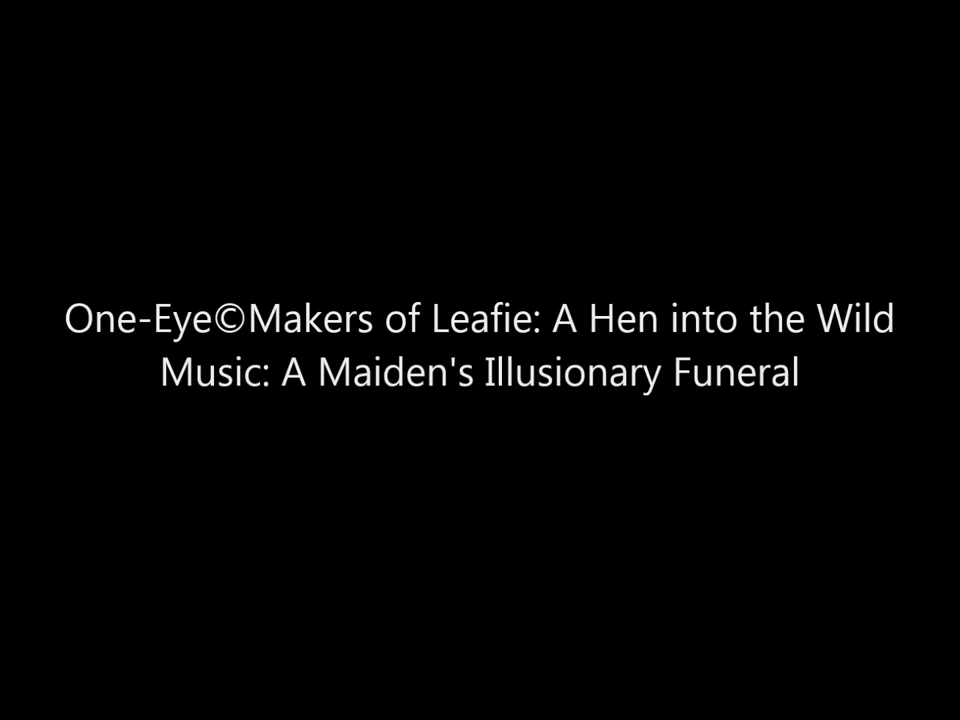 One-Eye©Makers of Leafie: A Hen into the Wild
Music: A Maiden's Illusionary Funeral